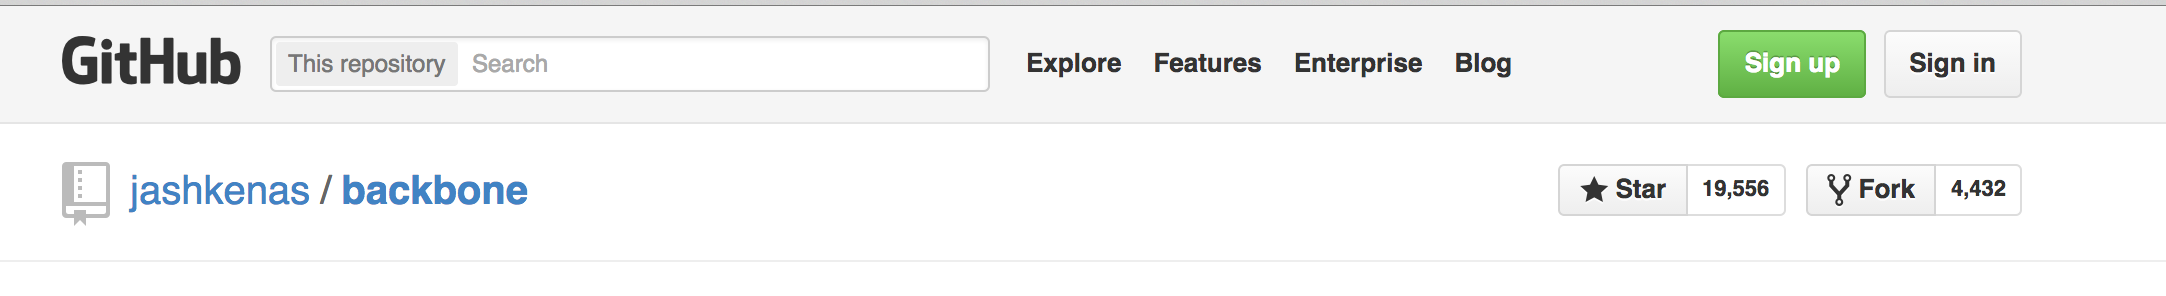 GitHub This repository Search Explore Features Enterprise Blog Sign up Sign in
jashkenas / backbone Star 19,556 Fork 4,432